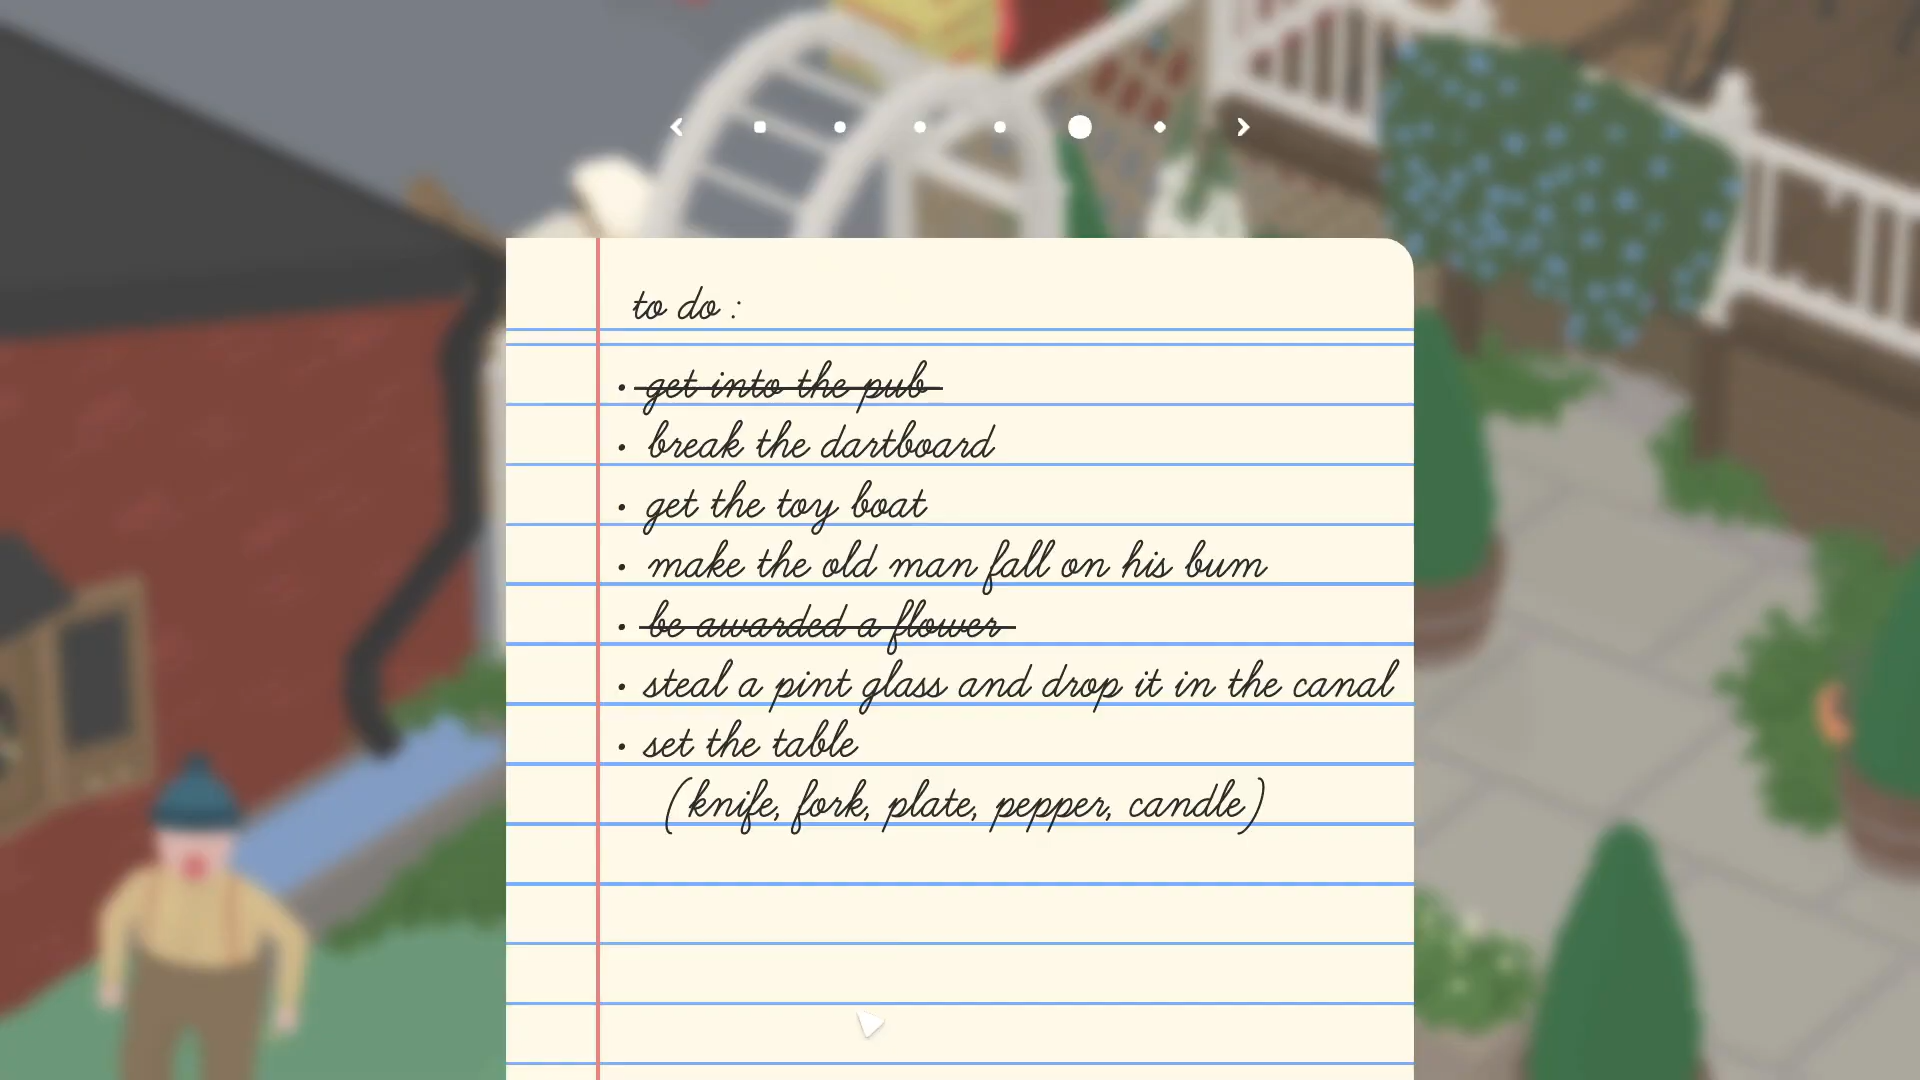 to do :
• get into the pub
• break the dartboard
• get the toy boat
• make the old man fall on his bum
• be awarded a flower
• steal a pint glass and drop it in the canal
• set the table
(knife, fork, plate, pepper, candle)